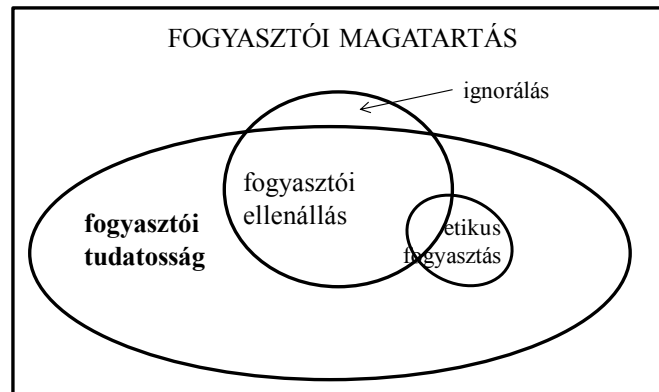 FOGYASZTÓI MAGATARTÁS
ignorálás
fogyasztói
ellenállás
fogyasztói
tudatosság
etikus
fogyasztás